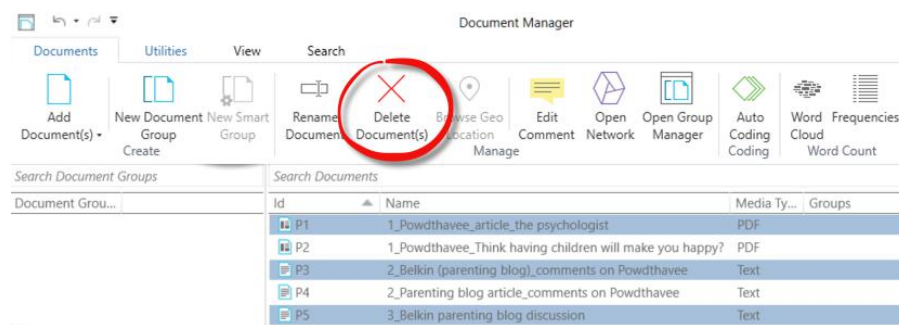 Document Manager
Documents Utilities View Search
Add Document(s)
New Document Group
New Smart Group
Create
Rename Document
Delete Document(s)
Browse Geo Location
Edit Comment
Open Network
Open Group Manager
Manage
Auto Coding
Coding
Word Cloud
Frequencies
Word Count
Search Document Groups
Search Documents
Document Grou...
Id Name Media Ty... Groups
P1 1_Powdthavee_article_the psychologist PDF
P2 1_Powdthavee_Think having children will make you happy? PDF
P3 2_Belkin (parenting blog)_comments on Powdthavee Text
P4 2_Parenting blog article_comments on Powdthavee Text
P5 3_Belkin parenting blog discussion Text